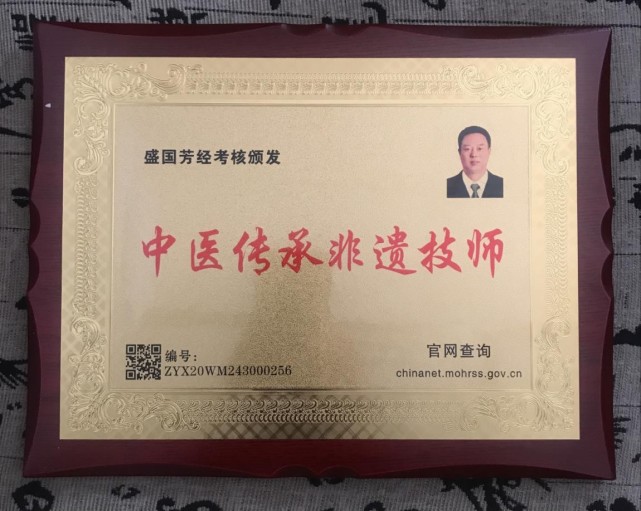 盛国芳经考核颁发
中医传承非遗技师
编号:
ZYX20WM243000256
官网查询
chinanet.mohrss.gov.cn